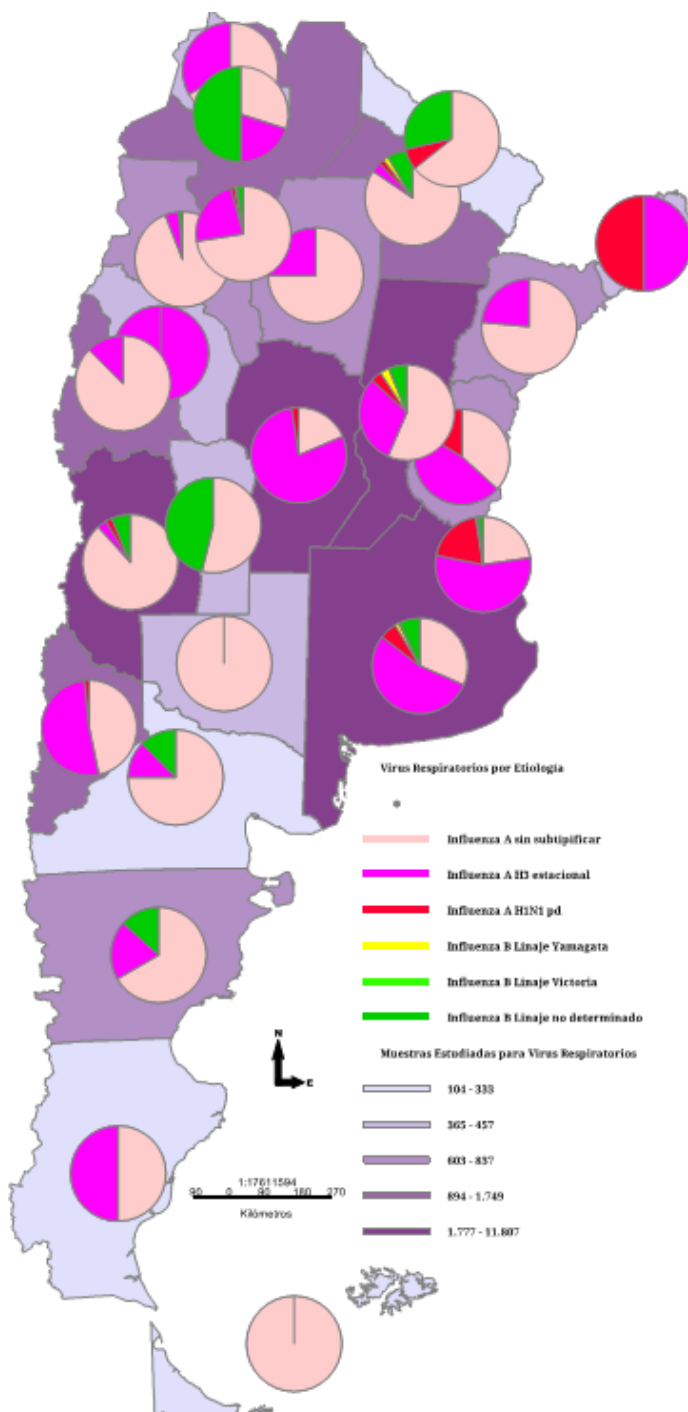 Virus Respiratorios por Etiologia
Influenza A sin subtipificar
Influenza A H3 estacional
Influenza A H1N1 pd
Influenza B Linaje Yamagata
Influenza B Linaje Victoria
Influenza B Linaje no determinado
Muestras Estudiadas para Virus Respiratorios
104 - 333
365 - 457
603 - 837
894 - 1.749
1.777 - 11.807
N
E
1:17611594
90 0 90 180 270
Kilómetros